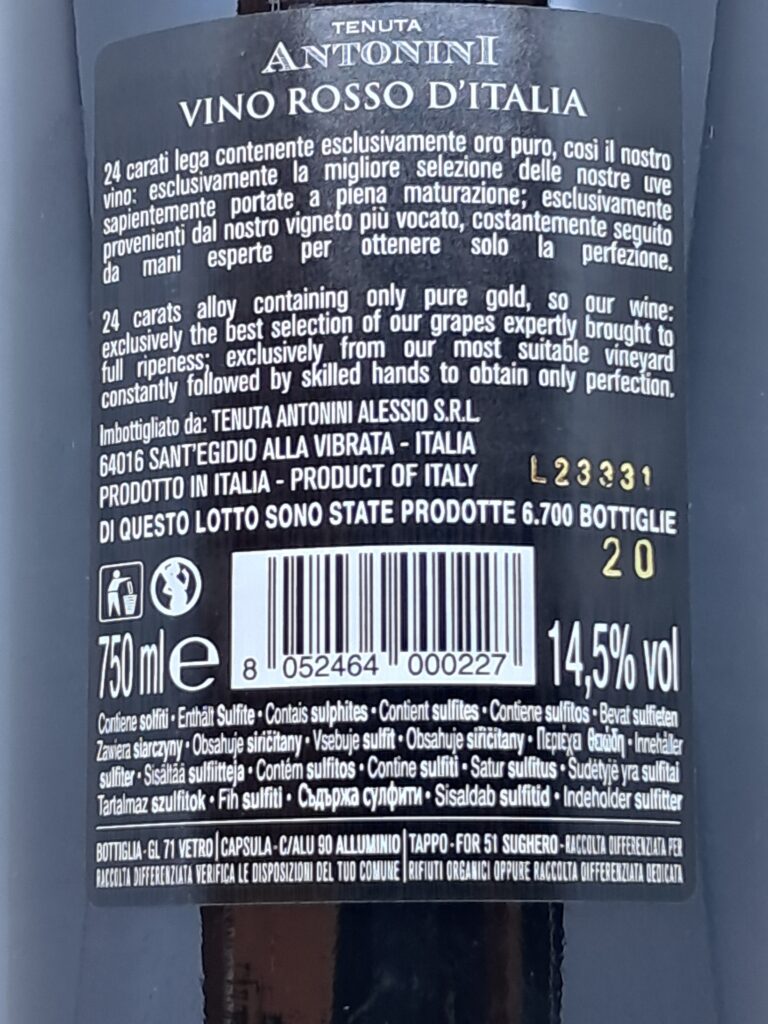 TENUTA
ANTONINI
VINO ROSSO D'ITALIA
24 carati lega contenente esclusivamente oro puro, così il nostro
vino: esclusivamente la migliore selezione delle nostre uve
sapientemente portate a piena maturazione; esclusivamente
provenienti dal nostro vigneto più vocato, costantemente seguito
da mani esperte per ottenere solo la perfezione.
24 carats alloy containing only pure gold, so our wine:
exclusively the best selection of our grapes expertly brought to
full ripeness; exclusively from our most suitable vineyard
constantly followed by skilled hands to obtain only perfection.
Imbottigliato da: TENUTA ANTONINI ALESSIO S.R.L.
64016 SANT'EGIDIO ALLA VIBRATA - ITALIA
PRODOTTO IN ITALIA - PRODUCT OF ITALY
L23331
DI QUESTO LOTTO SONO STATE PRODOTTE 6.700 BOTTIGLIE
20
750 ml e
8 052464 000227
14,5% vol
Contiene solfiti • Enthält Sulfite • Contais sulphites • Contient sulfites • Contiene sulfitos • Bevat sulfieten
Zawiera siarczyny • Obsahuje siričitany • Vsebuje sulfit • Obsahuje siřičitany • Περιέχει θειώδη • Innehåller
sulfiter • Sisältää sulfiitteja • Contém sulfitos • Contine sulfiti • Satur sulfitus • Sudėtyje yra sulfitai
Tartalmaz szulfitok • Fih sulfiti • Съдържа сулфити • Sisaldab sulfitid • Indeholder sulfitter
BOTTIGLIA - GL 71 VETRO | CAPSULA - C/ALU 90 ALLUMINIO | TAPPO - FOR 51 SUGHERO - RACCOLTA DIFFERENZIATA PER
RACCOLTA DIFFERENZIATA VERIFICA LE DISPOSIZIONI DEL TUO COMUNE | RIFIUTI ORGANICI OPPURE RACCOLTA DIFFERENZIATA DEDICATA